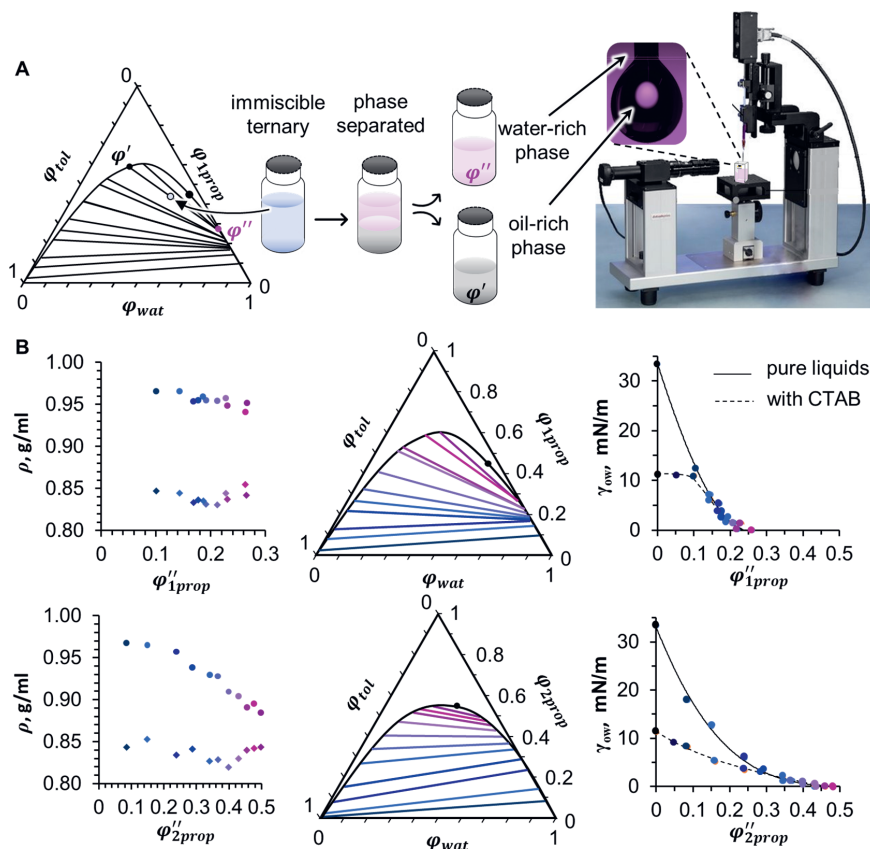 A
0
immiscible
ternary
phase
separated
φ'
φtol
φ1prop
φ''
φ''
water-rich
phase
oil-rich
phase
φ'
1
0
0
1
φwat
B
1.00
0.95
0.90
0.85
0.80
ρ, g/ml
0
0.1
0.2
0.3
φ''1prop
0
1
0.8
0.6
0.4
0.2
0
φtol
φ1prop
1
0
1
φwat
30
20
10
0
γow, mN/m
pure liquids
with CTAB
0
0.1
0.2
0.3
0.4
0.5
φ''1prop
1.00
0.95
0.90
0.85
0.80
ρ, g/ml
0
0.1
0.2
0.3
0.4
0.5
φ''2prop
0
1
0.8
0.6
0.4
0.2
0
φtol
φ2prop
1
0
1
φwat
30
20
10
0
γow, mN/m
0
0.1
0.2
0.3
0.4
0.5
φ''2prop